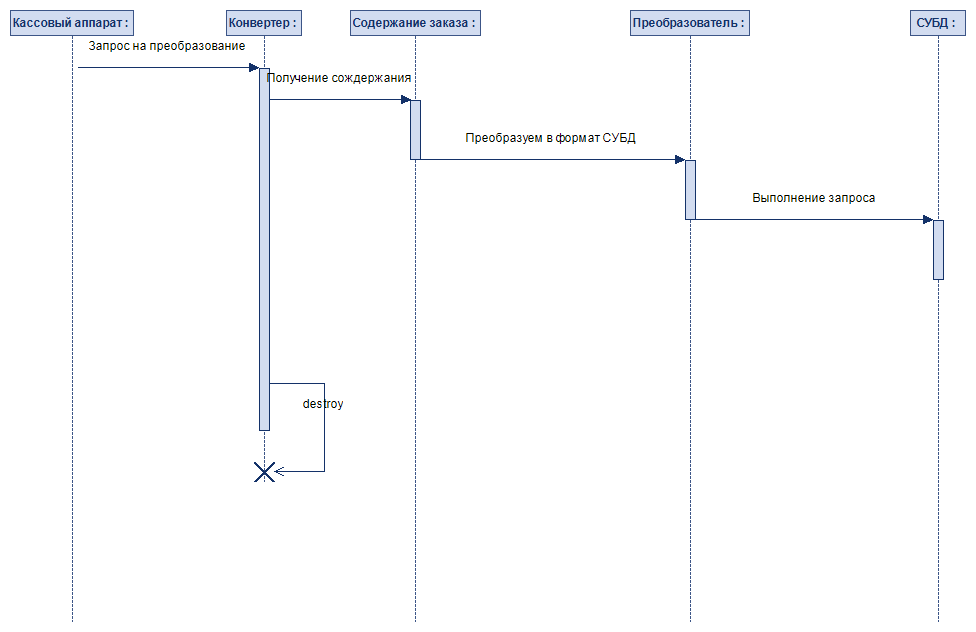 Кассовый аппарат :
Конвертер :
Содержание заказа :
Преобразователь :
СУБД :
Запрос на преобразование
Получение сождержания
Преобразуем в формат СУБД
Выполнение запроса
destroy